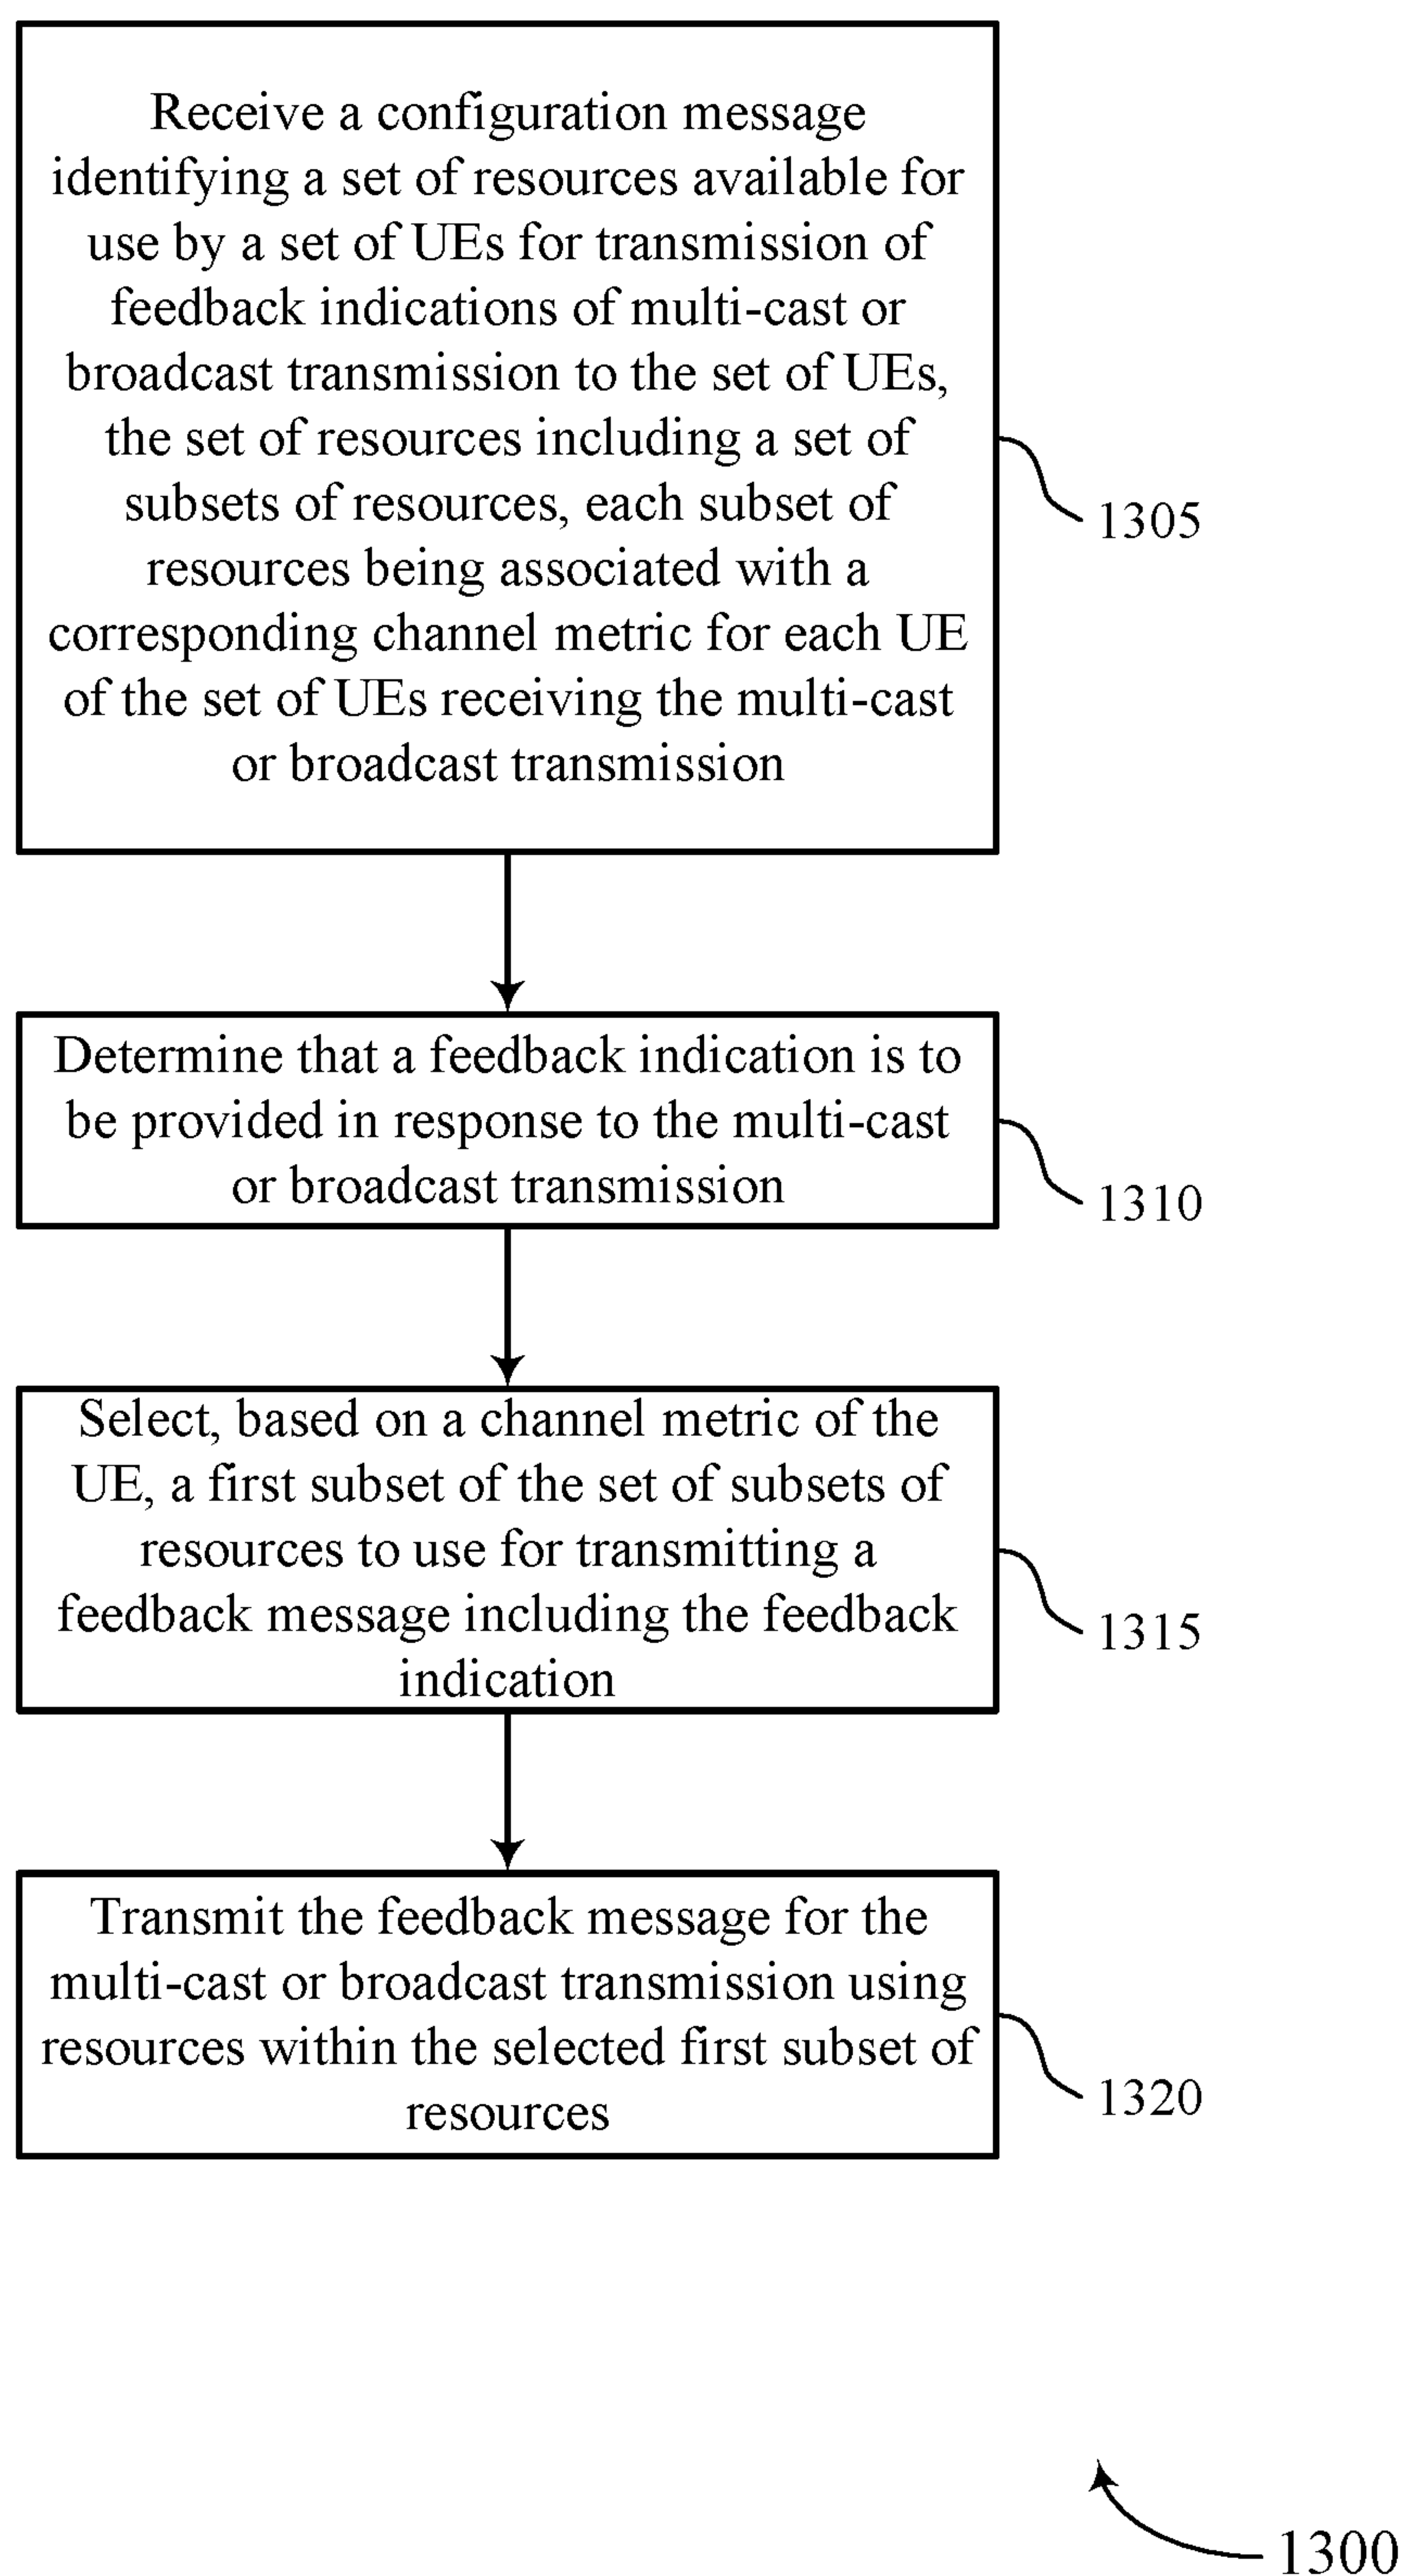 Receive a configuration message
identifying a set of resources available for
use by a set of UEs for transmission of
feedback indications of multi-cast or
broadcast transmission to the set of UEs,
the set of resources including a set of
subsets of resources, each subset of
resources being associated with a
corresponding channel metric for each UE
of the set of UEs receiving the multi-cast
or broadcast transmission
1305
Determine that a feedback indication is to
be provided in response to the multi-cast
or broadcast transmission
1310
Select, based on a channel metric of the
UE, a first subset of the set of subsets of
resources to use for transmitting a
feedback message including the feedback
indication
1315
Transmit the feedback message for the
multi-cast or broadcast transmission using
resources within the selected first subset of
resources
1320
1300